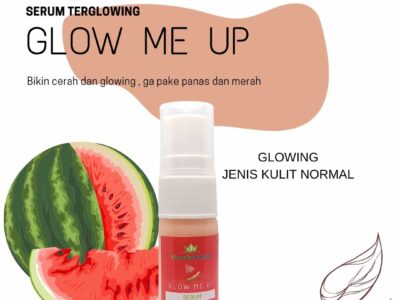 SERUM TERGLOWING
GLOW ME UP
Bikin cerah dan glowing , ga pake panas dan merah
GLOWING
JENIS KULIT NORMAL
GLOW ME UP
SERUM